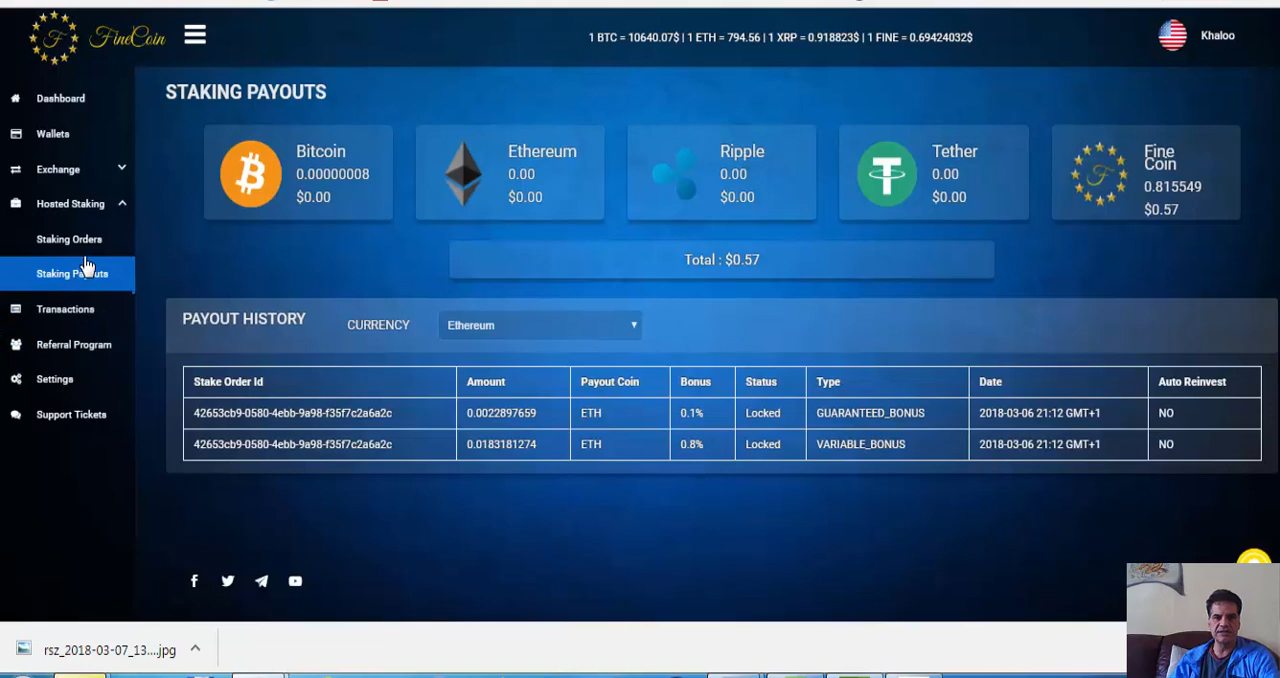 FineCoin
1 BTC = 10640.07$ | 1 ETH = 794.56 | 1 XRP = 0.918823$ | 1 FINE = 0.69424032$
Khaloo
Dashboard
Wallets
Exchange
Hosted Staking
Staking Orders
Staking Payouts
Transactions
Referral Program
Settings
Support Tickets
STAKING PAYOUTS
Bitcoin
0.00000008
$0.00
Ethereum
0.00
$0.00
Ripple
0.00
$0.00
Tether
0.00
$0.00
Fine
Coin
0.815549
$0.57
Total : $0.57
PAYOUT HISTORY CURRENCY Ethereum
Stake Order Id Amount Payout Coin Bonus Status Type Date Auto Reinvest
42653cb9-0580-4ebb-9a98-f35f7c2a6a2c 0.0022897659 ETH 0.1% Locked GUARANTEED_BONUS 2018-03-06 21:12 GMT+1 NO
42653cb9-0580-4ebb-9a98-f35f7c2a6a2c 0.0183181274 ETH 0.8% Locked VARIABLE_BONUS 2018-03-06 21:12 GMT+1 NO
rsz_2018-03-07_13....jpg